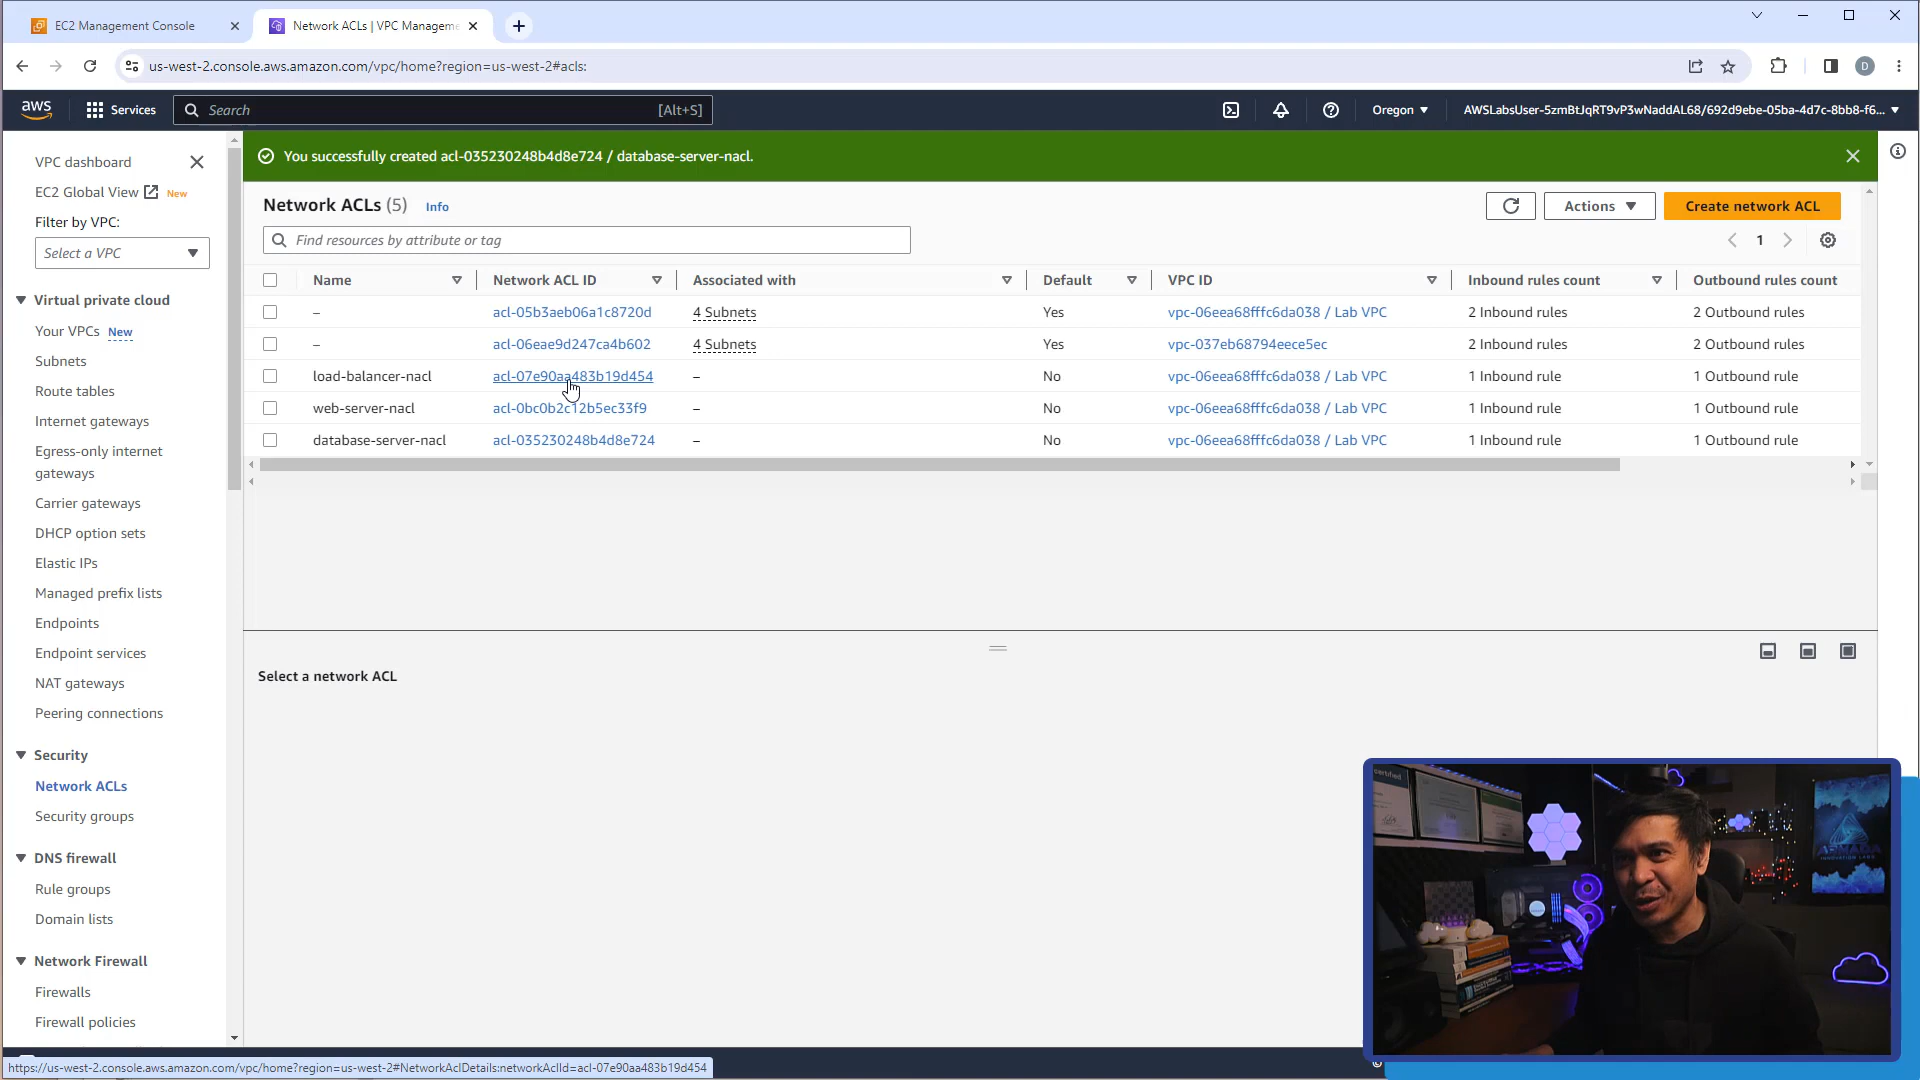 EC2 Management Console
Network ACLs | VPC Manageme
us-west-2.console.aws.amazon.com/vpc/home?region=us-west-2#acls:
D
aws
Services
Search
[Alt+S]
Oregon
AWSLabsUser-5zmBtJqRT9vP3wNaddAL68/692d9ebe-05ba-4d7c-8bb8-f6...
VPC dashboard
EC2 Global View New
Filter by VPC:
Select a VPC
Virtual private cloud
Your VPCs New
Subnets
Route tables
Internet gateways
Egress-only internet
gateways
Carrier gateways
DHCP option sets
Elastic IPs
Managed prefix lists
Endpoints
Endpoint services
NAT gateways
Peering connections
Security
Network ACLs
Security groups
DNS firewall
Rule groups
Domain lists
Network Firewall
Firewalls
Firewall policies
You successfully created acl-035230248b4d8e724 / database-server-nacl.
Network ACLs (5) Info
Actions
Create network ACL
Find resources by attribute or tag
1
Name Network ACL ID Associated with Default VPC ID Inbound rules count Outbound rules count
– acl-05b3aeb06a1c8720d 4 Subnets Yes vpc-06eea68fffc6da038 / Lab VPC 2 Inbound rules 2 Outbound rules
– acl-06eae9d247ca4b602 4 Subnets Yes vpc-037eb68794eece5ec 2 Inbound rules 2 Outbound rules
load-balancer-nacl acl-07e90aa483b19d454 – No vpc-06eea68fffc6da038 / Lab VPC 1 Inbound rule 1 Outbound rule
web-server-nacl acl-0bc0b2c12b5ec33f9 – No vpc-06eea68fffc6da038 / Lab VPC 1 Inbound rule 1 Outbound rule
database-server-nacl acl-035230248b4d8e724 – No vpc-06eea68fffc6da038 / Lab VPC 1 Inbound rule 1 Outbound rule
Select a network ACL
https://us-west-2.console.aws.amazon.com/vpc/home?region=us-west-2#NetworkAclDetails:networkAclId=acl-07e90aa483b19d454